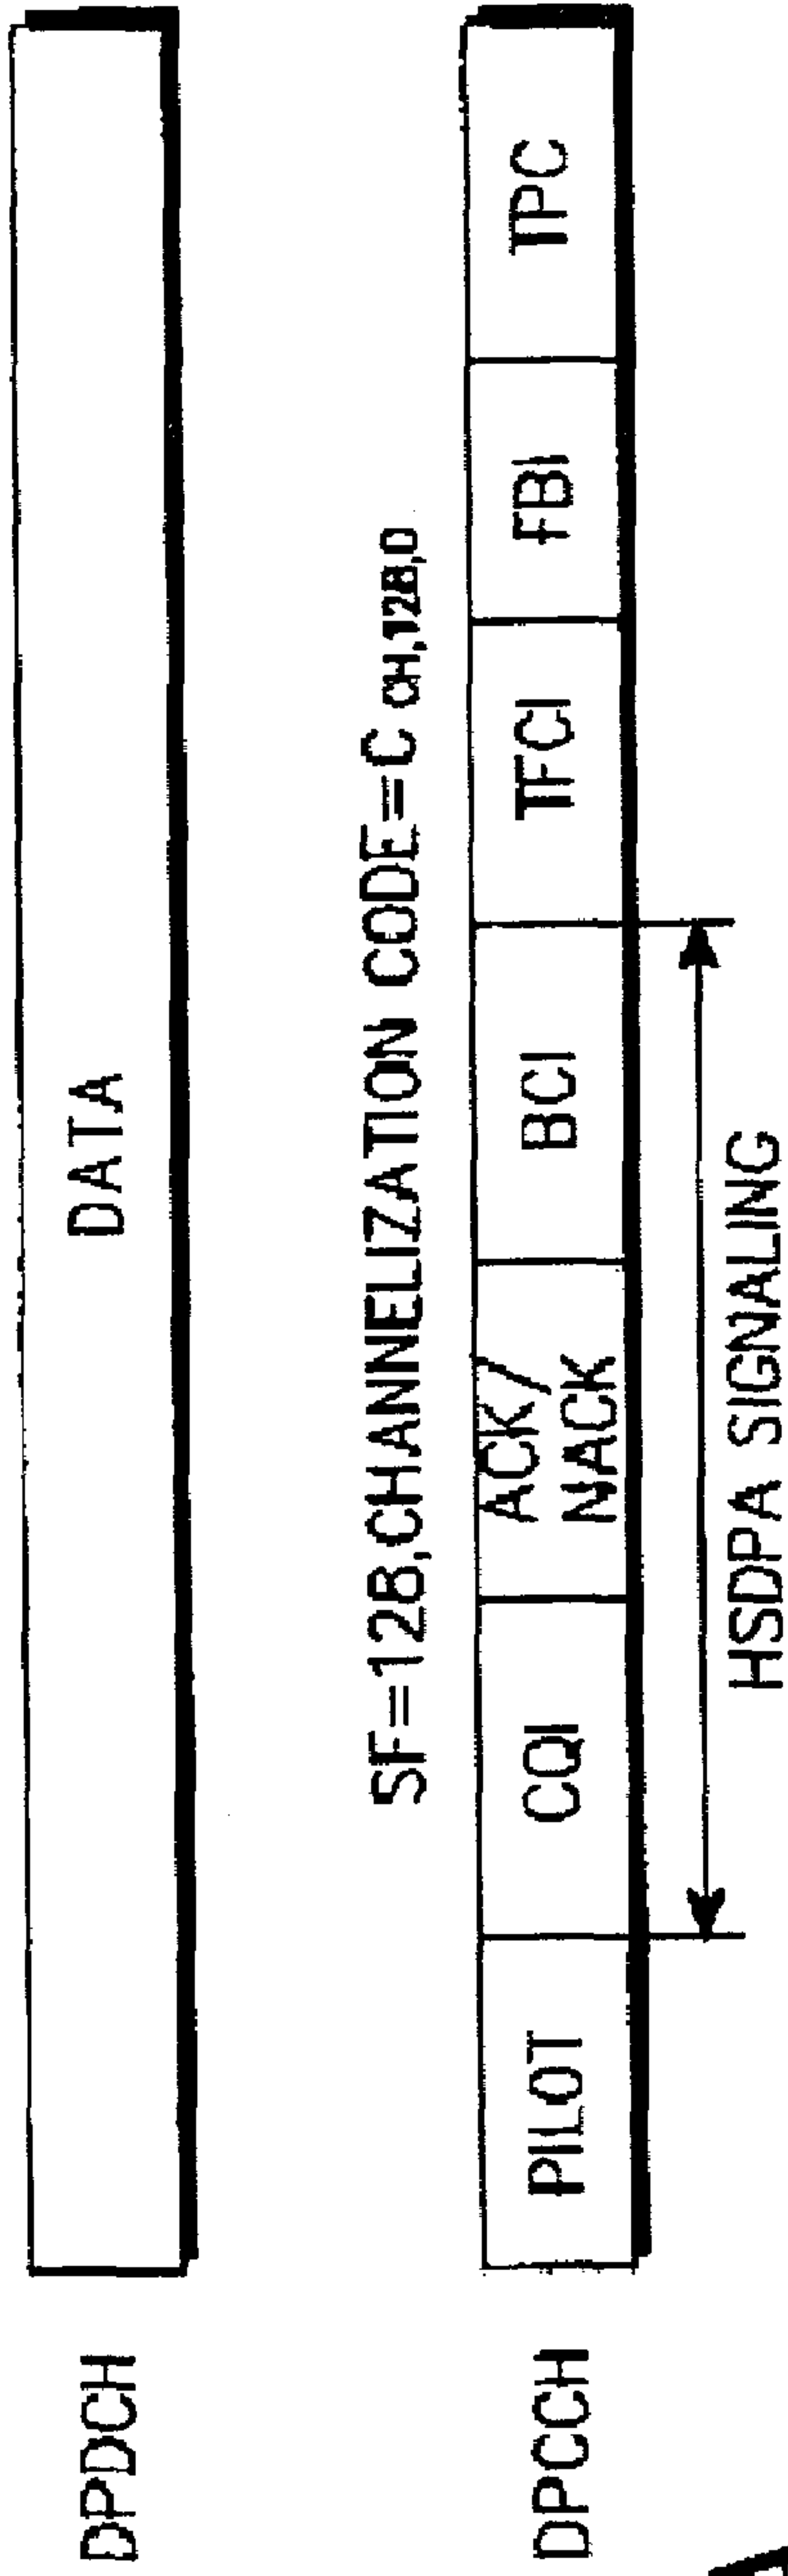 DPDCH
DATA
SF=128,CHANNELIZATION CODE=C CH,128,0
DPCCH
PILOT
CQI
ACK/
NACK
BCI
TFCI
FBI
TPC
HSDPA SIGNALING